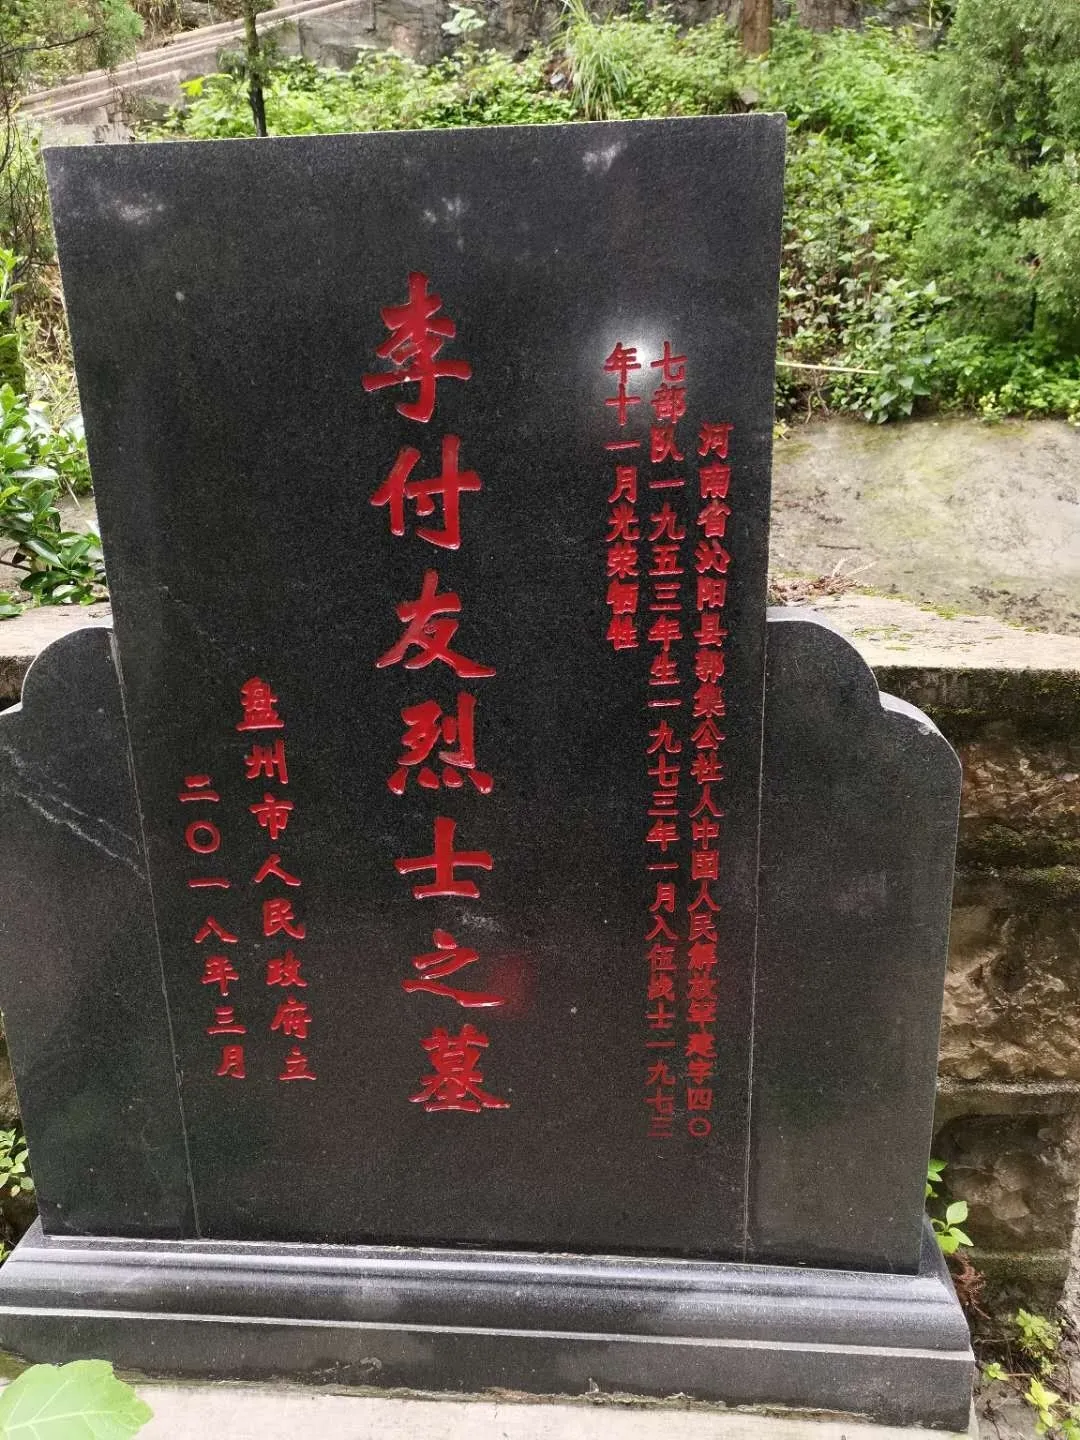 河南省沁阳县郭集公社人中国人民解放军建字四〇
七部队一九五三年生一九七三年一月入伍战士一九七三
年十一月光荣牺牲
李付友烈士之墓
盘州市人民政府立
二〇一八年三月